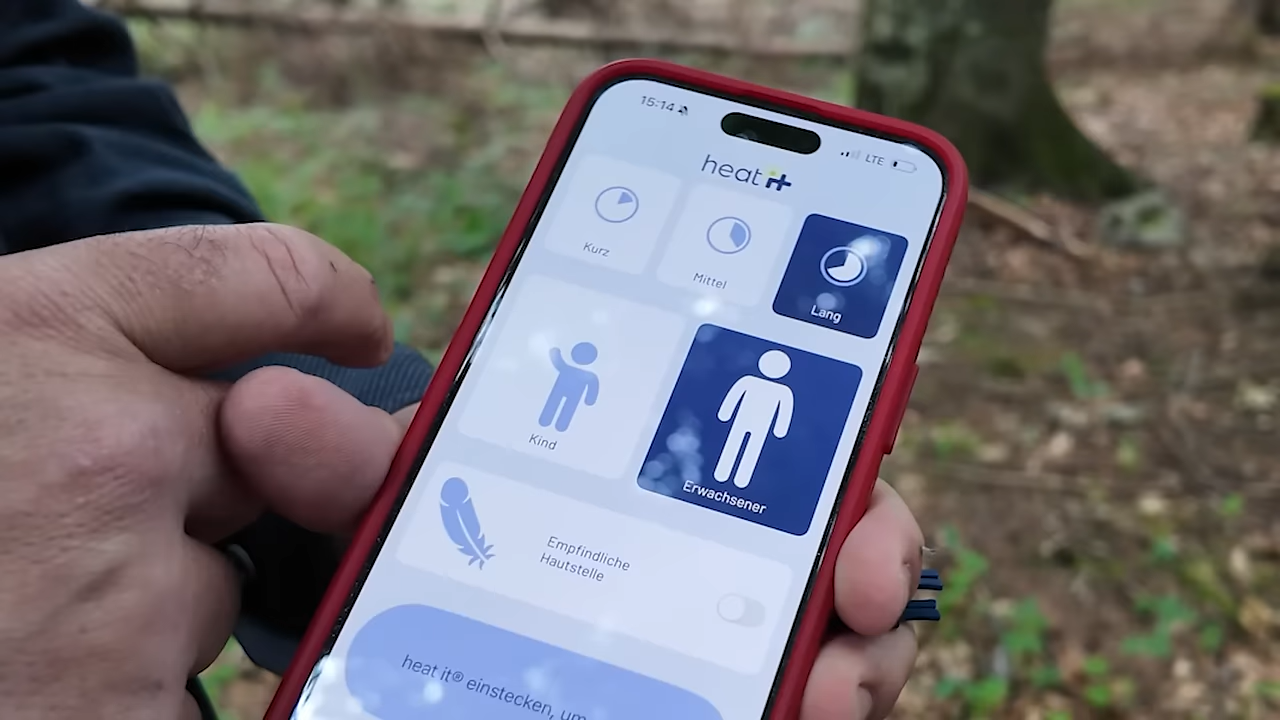 15:14
LTE
heat it
Kurz
Mittel
Lang
Kind
Erwachsener
Empfindliche
Hautstelle
heat it® einstecken, um